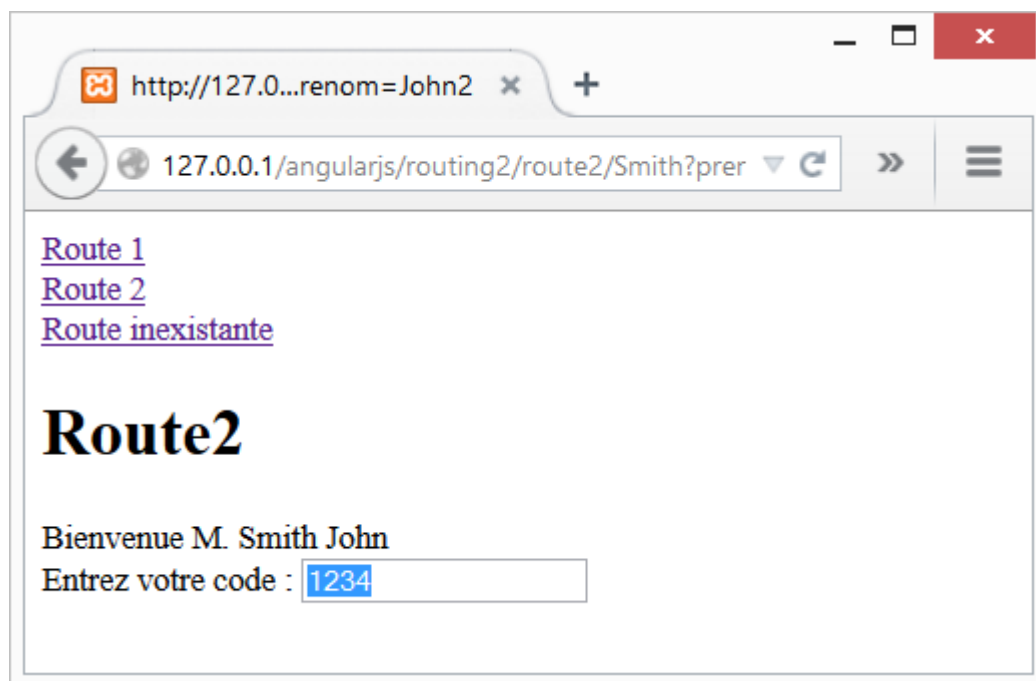 http://127.0...renom=John2
127.0.0.1/angularjs/routing2/route2/Smith?prer
Route 1
Route 2
Route inexistante
Route2
Bienvenue M. Smith John
Entrez votre code : 1234